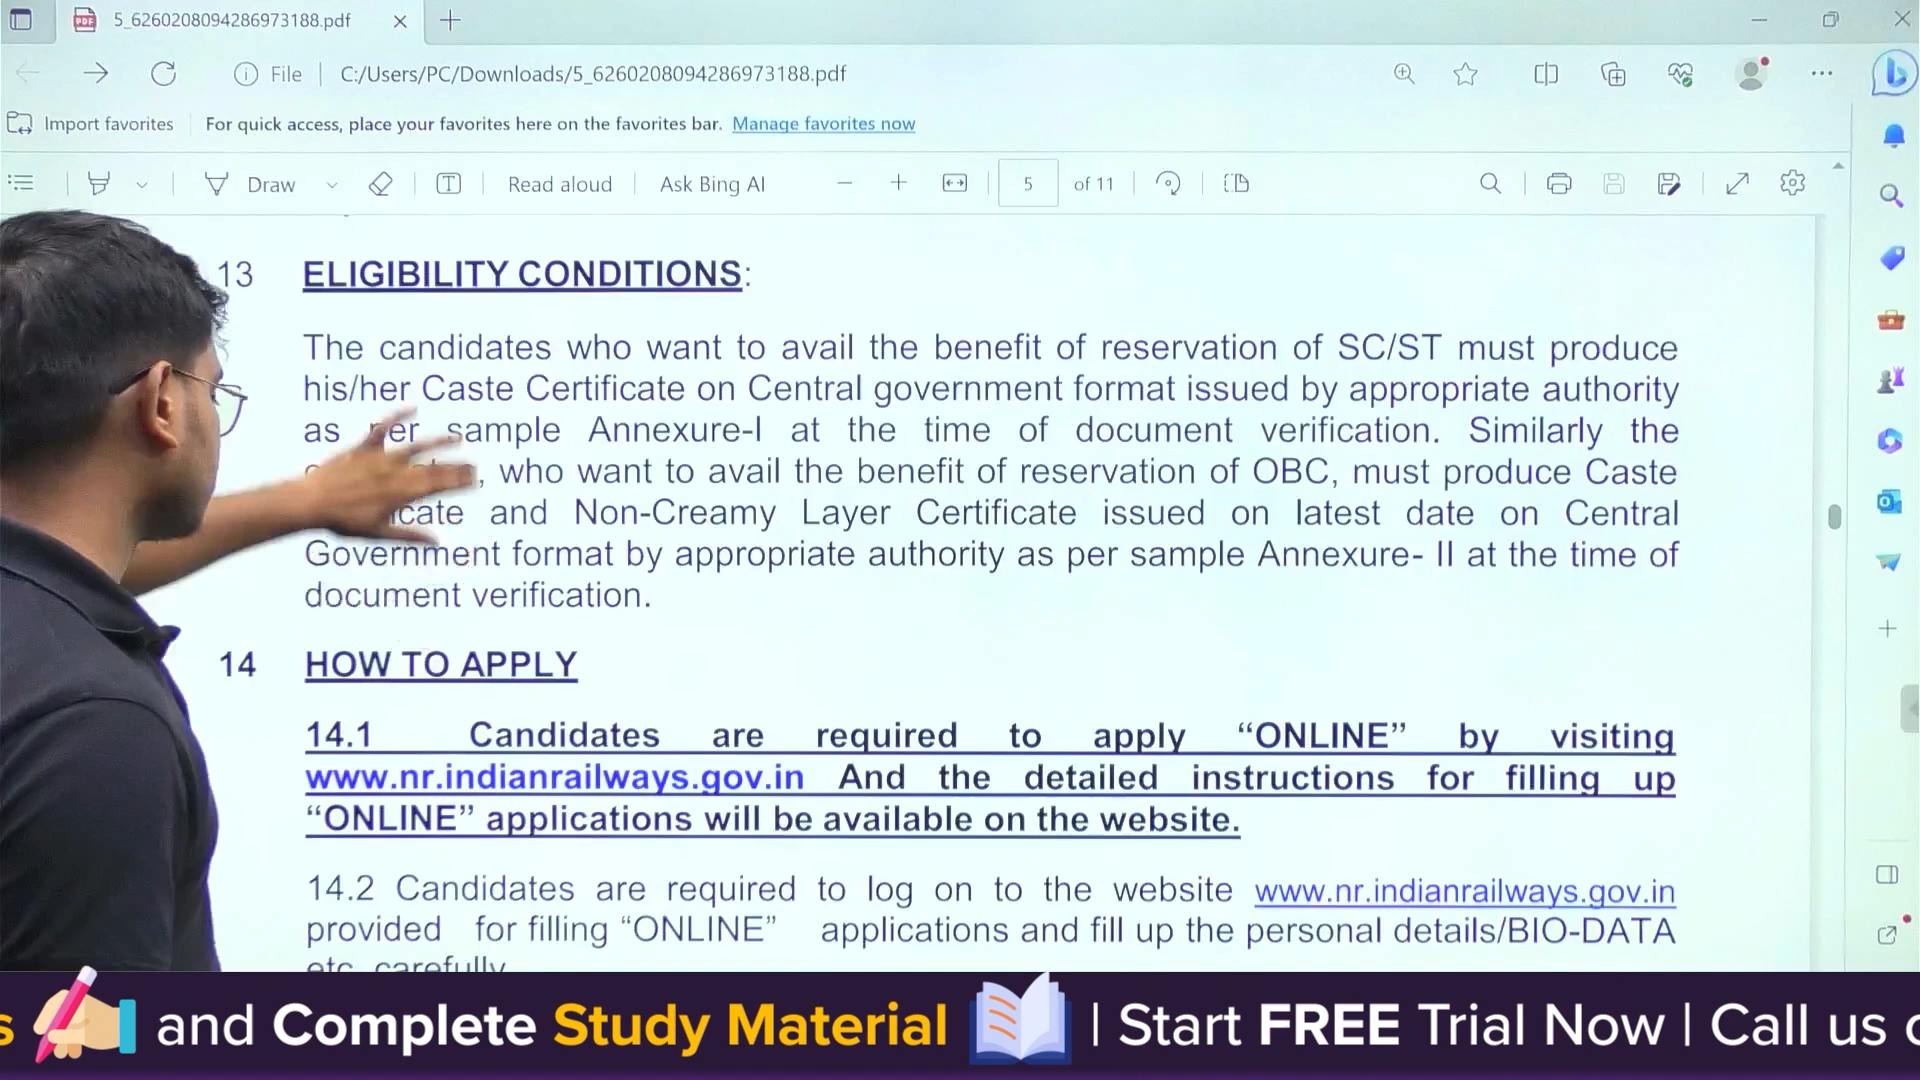 5_6260208094286973188.pdf
File | C:/Users/PC/Downloads/5_6260208094286973188.pdf
Import favorites For quick access, place your favorites here on the favorites bar. Manage favorites now
Draw Read aloud Ask Bing AI 5 of 11
13 ELIGIBILITY CONDITIONS:
The candidates who want to avail the benefit of reservation of SC/ST must produce
his/her Caste Certificate on Central government format issued by appropriate authority
as per sample Annexure-I at the time of document verification. Similarly the
, who want to avail the benefit of reservation of OBC, must produce Caste
and Non-Creamy Layer Certificate issued on latest date on Central
Government format by appropriate authority as per sample Annexure- II at the time of
document verification.
14 HOW TO APPLY
14.1 Candidates are required to apply “ONLINE” by visiting
www.nr.indianrailways.gov.in And the detailed instructions for filling up
“ONLINE” applications will be available on the website.
14.2 Candidates are required to log on to the website www.nr.indianrailways.gov.in
provided for filling “ONLINE” applications and fill up the personal details/BIO-DATA
etc. carefully
s and Complete Study Material | Start FREE Trial Now | Call us